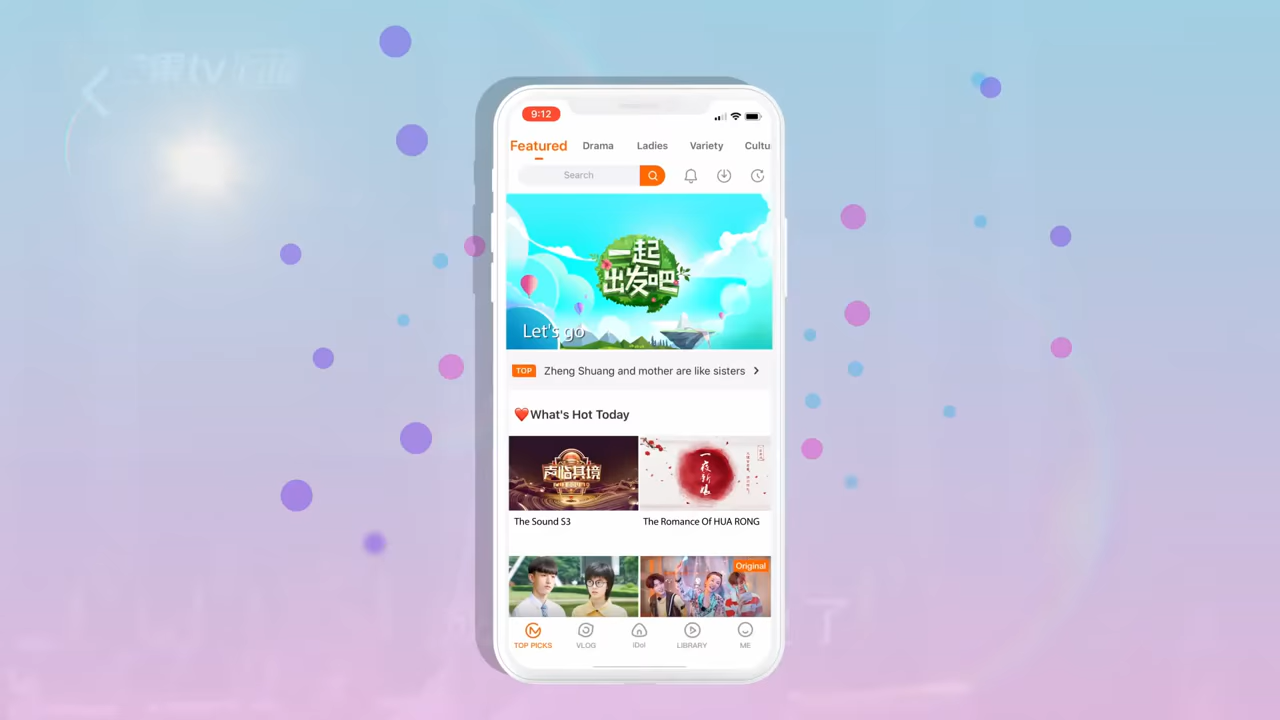 9:12
Featured Drama Ladies Variety Cultu
Search
一起
出发吧
Let's go
TOP Zheng Shuang and mother are like sisters
What's Hot Today
声临其境
一夜新娘
The Sound S3
The Romance Of HUA RONG
Original
TOP PICKS VLOG iDol LIBRARY ME